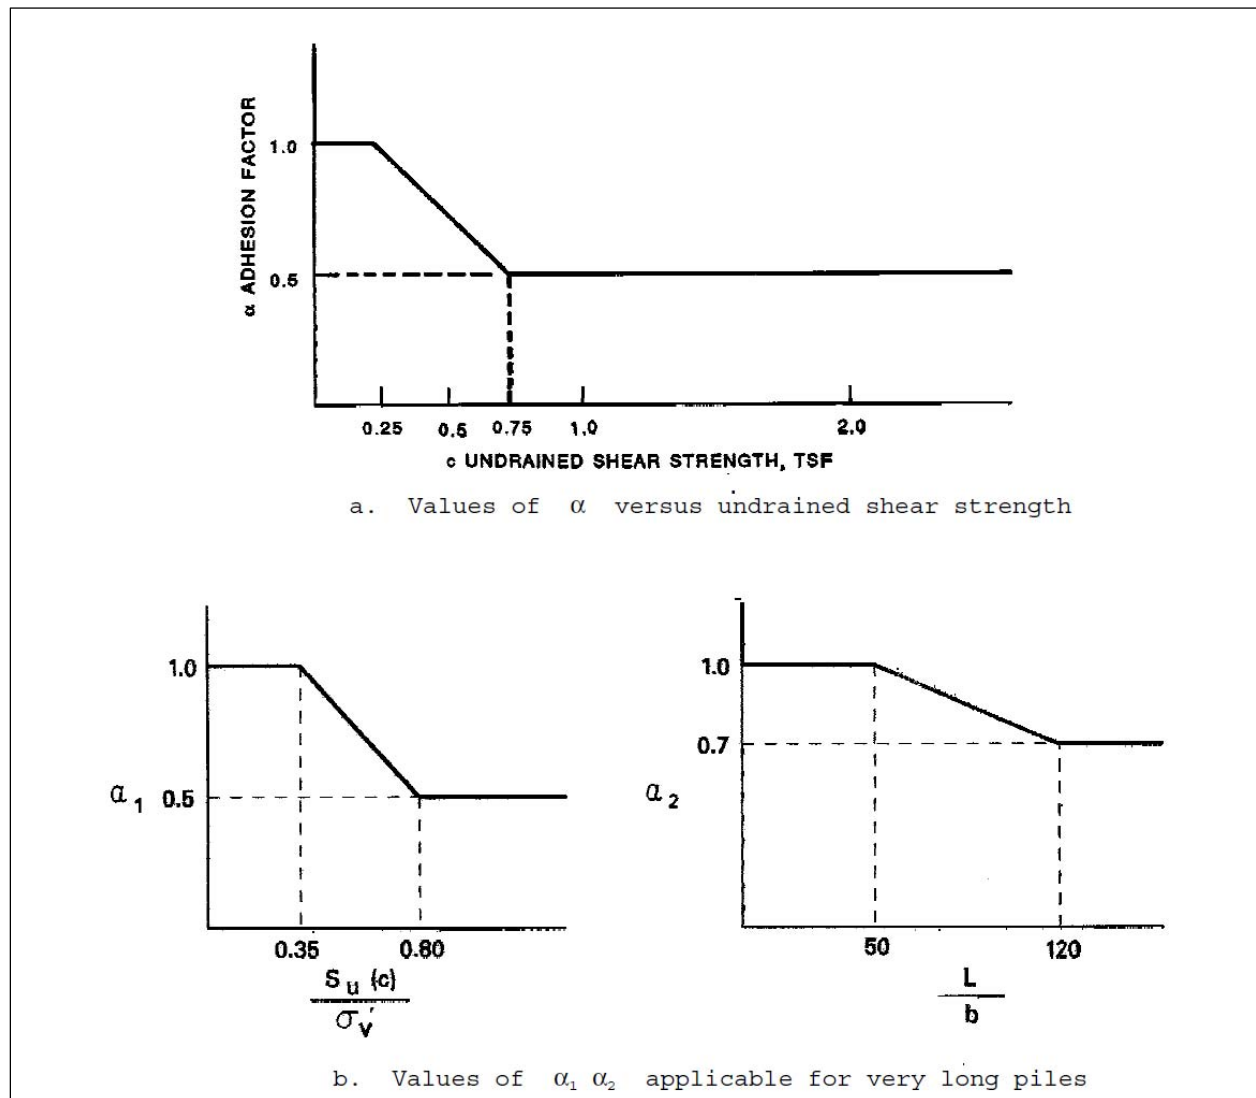 α ADHESION FACTOR
1.0
0.5
0.25 0.5 0.75 1.0 2.0
c UNDRAINED SHEAR STRENGTH, TSF
a. Values of α versus undrained shear strength
α₁
1.0
0.5
0.35 0.80
S u (c)
σv'
α₂
1.0
0.7
50 120
L
b
b. Values of α₁ α₂ applicable for very long piles